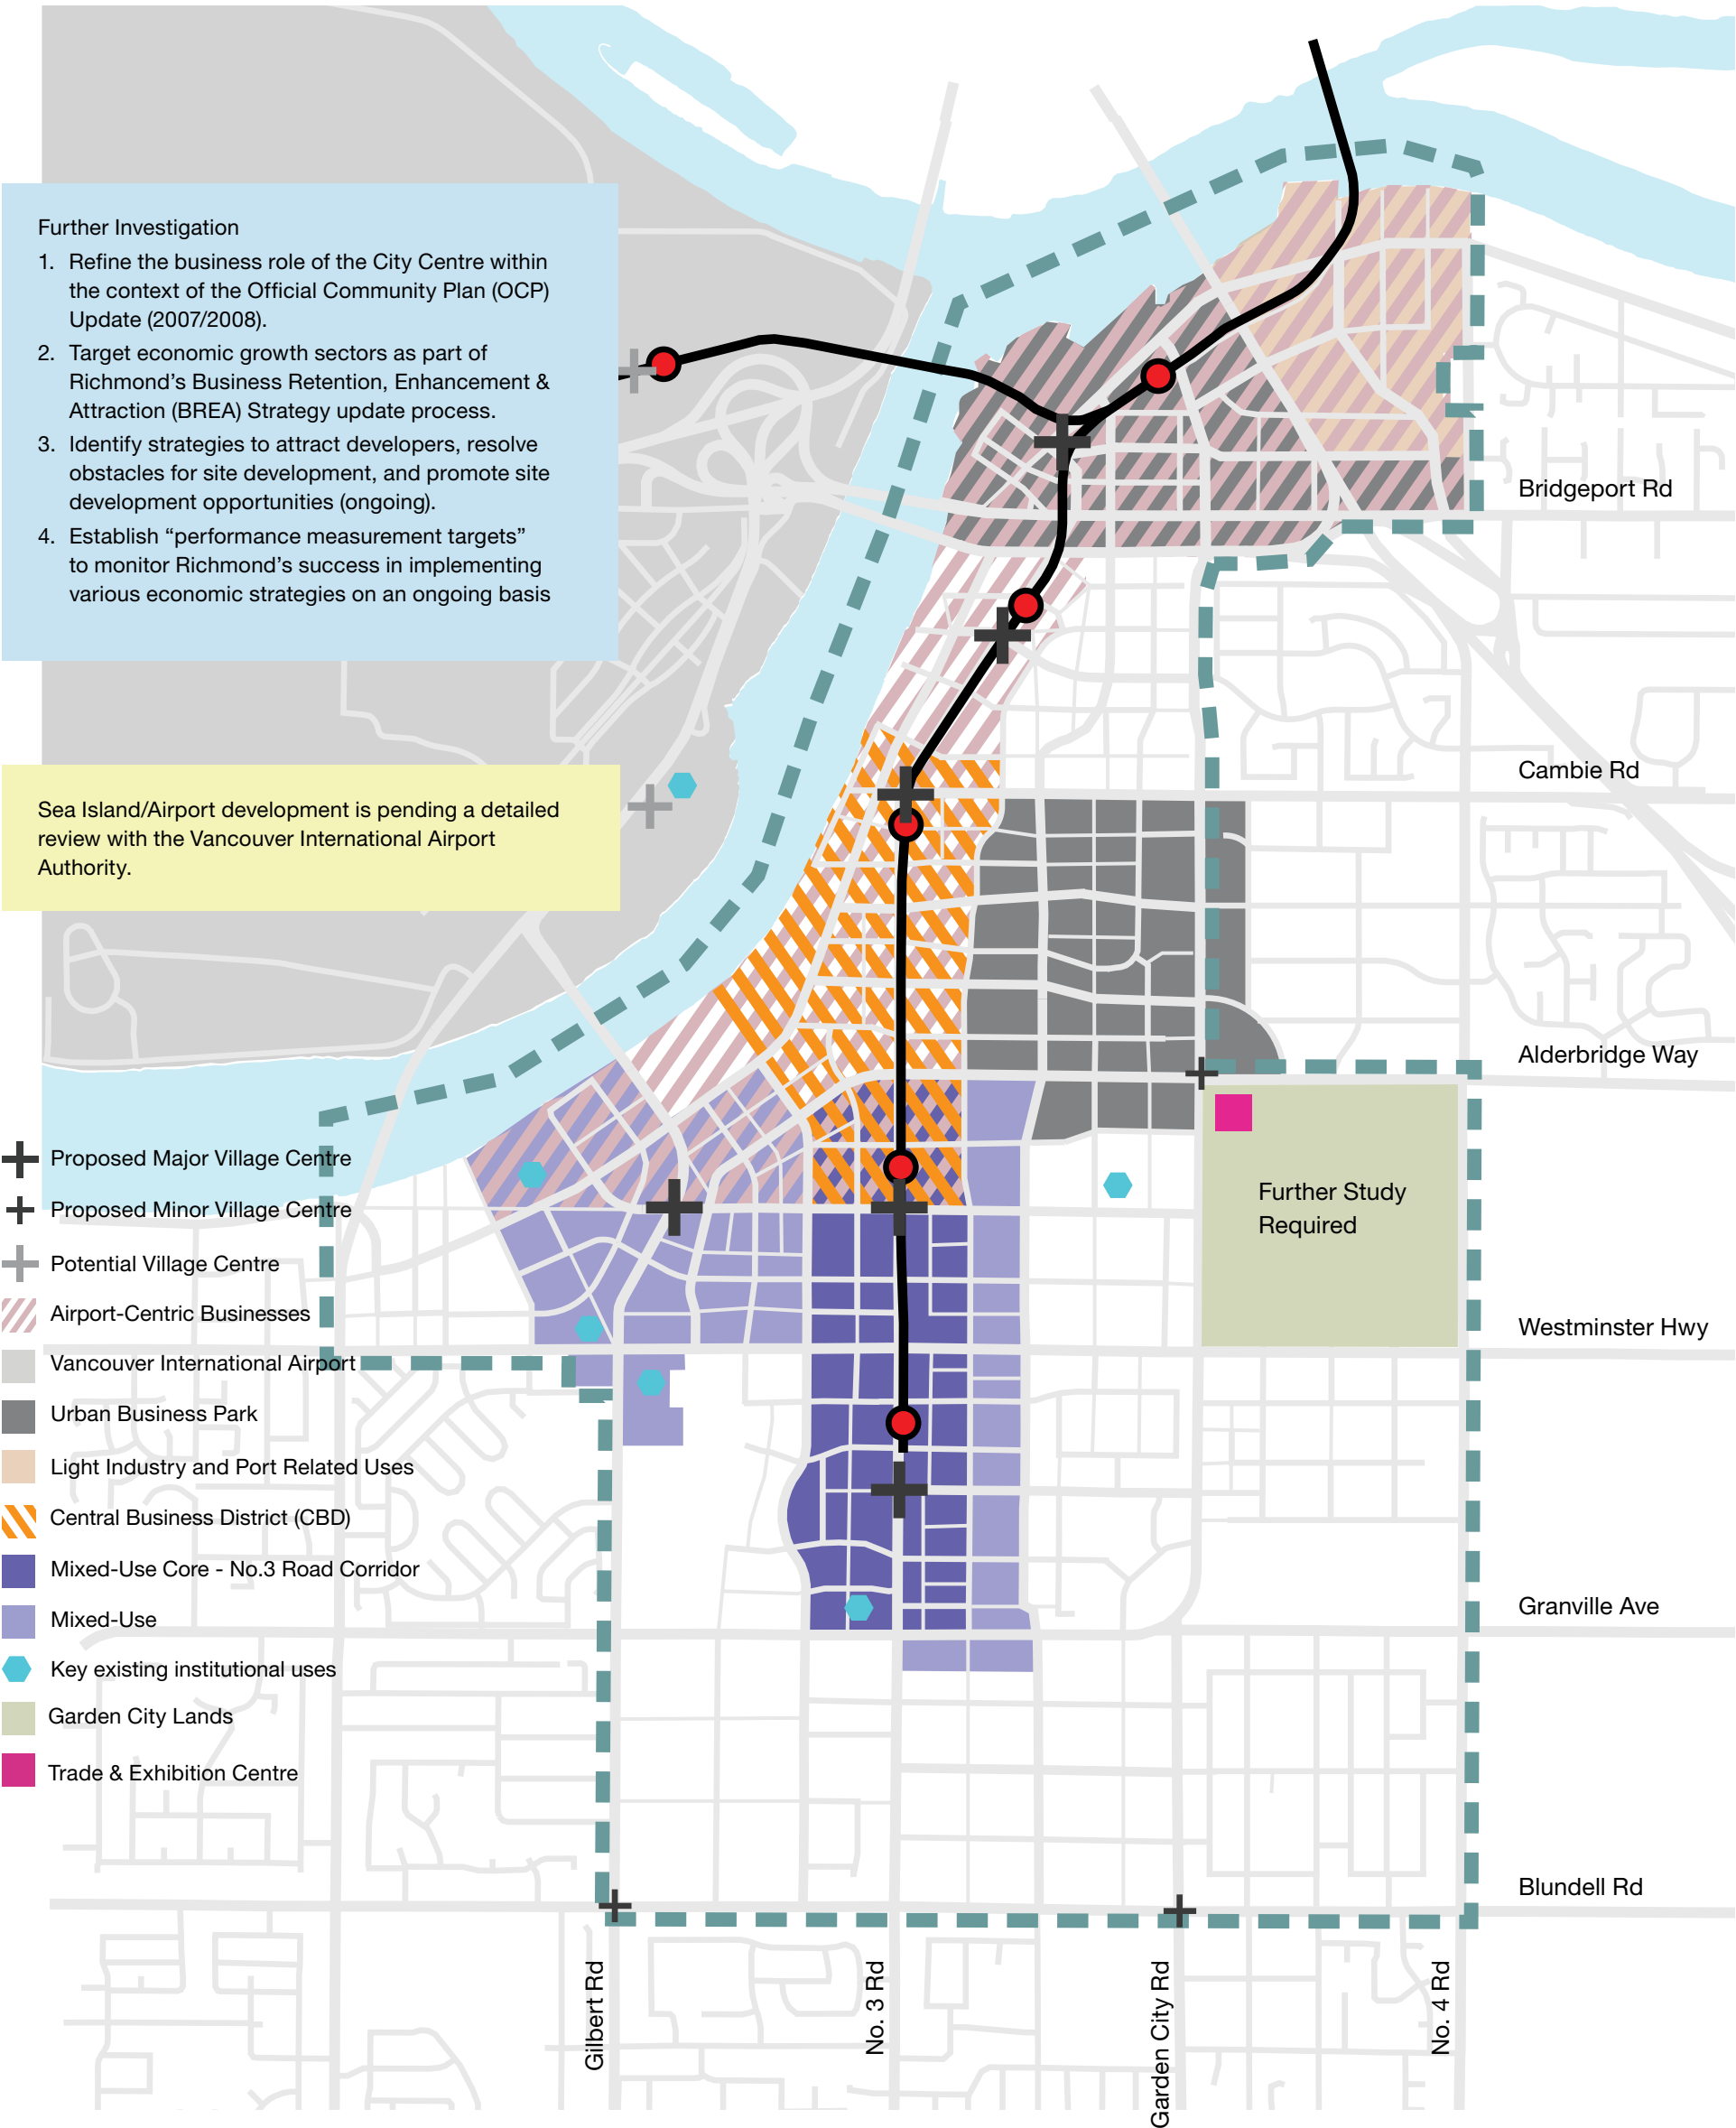 Further Investigation
1. Refine the business role of the City Centre within
the context of the Official Community Plan (OCP)
Update (2007/2008).
2. Target economic growth sectors as part of
Richmond’s Business Retention, Enhancement &
Attraction (BREA) Strategy update process.
3. Identify strategies to attract developers, resolve
obstacles for site development, and promote site
development opportunities (ongoing).
4. Establish “performance measurement targets”
to monitor Richmond’s success in implementing
various economic strategies on an ongoing basis
Bridgeport Rd
Cambie Rd
Sea Island/Airport development is pending a detailed
review with the Vancouver International Airport
Authority.
Alderbridge Way
Further Study
Required
Westminster Hwy
Granville Ave
Blundell Rd
Proposed Major Village Centre
Proposed Minor Village Centre
Potential Village Centre
Airport-Centric Businesses
Vancouver International Airport
Urban Business Park
Light Industry and Port Related Uses
Central Business District (CBD)
Mixed-Use Core - No.3 Road Corridor
Mixed-Use
Key existing institutional uses
Garden City Lands
Trade & Exhibition Centre
Gilbert Rd
No. 3 Rd
Garden City Rd
No. 4 Rd